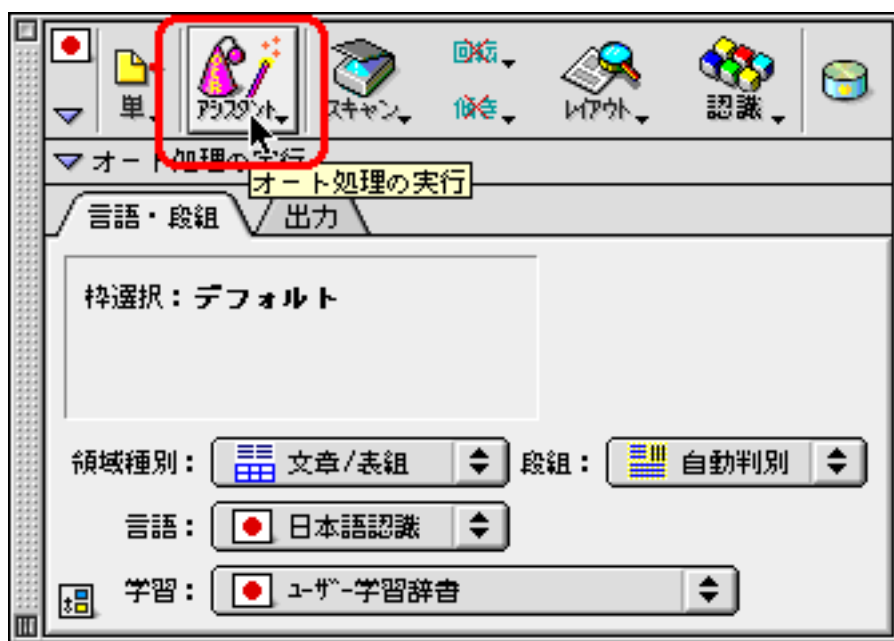 単 アシスタント スキャン 回転 傾き レイアウト 認識
オート処理の実行
オート処理の実行
言語・段組 出力
枠選択：デフォルト
領域種別： 文章/表組 段組： 自動判別
言語： 日本語認識
学習： ﾕｰｻﾞｰ学習辞書